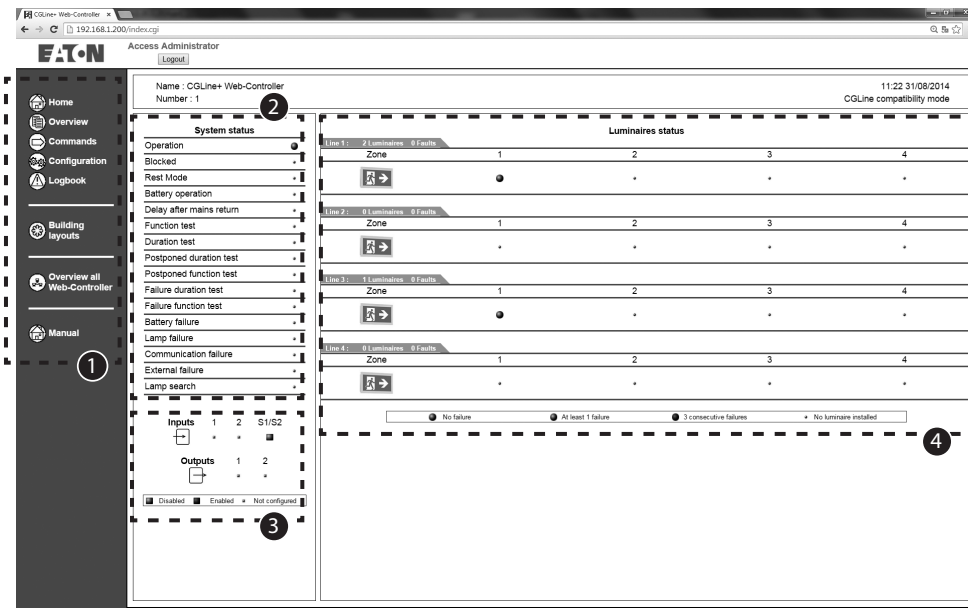 CGLine+ Web-Controller
192.168.1.200/index.cgi
EATON
Access Administrator
Logout
Home
Overview
Commands
Configuration
Logbook
Building
layouts
Overview all
Web-Controller
Manual
1
Name : CGLine+ Web-Controller
Number : 1
11:22 31/08/2014
CGLine compatibility mode
2
System status
Operation
Blocked
Rest Mode
Battery operation
Delay after mains return
Function test
Duration test
Postponed duration test
Postponed function test
Failure duration test
Failure function test
Battery failure
Lamp failure
Communication failure
External failure
Lamp search
Inputs 1 2 S1/S2
Outputs 1 2
Disabled Enabled Not configured
3
Luminaires status
Line 1 : 2 Luminaires 0 Faults
Zone 1 2 3 4
Line 2 : 0 Luminaires 0 Faults
Zone 1 2 3 4
Line 3 : 1 Luminaires 0 Faults
Zone 1 2 3 4
Line 4 : 0 Luminaires 0 Faults
Zone 1 2 3 4
No failure At least 1 failure 3 consecutive failures No luminaire installed
4